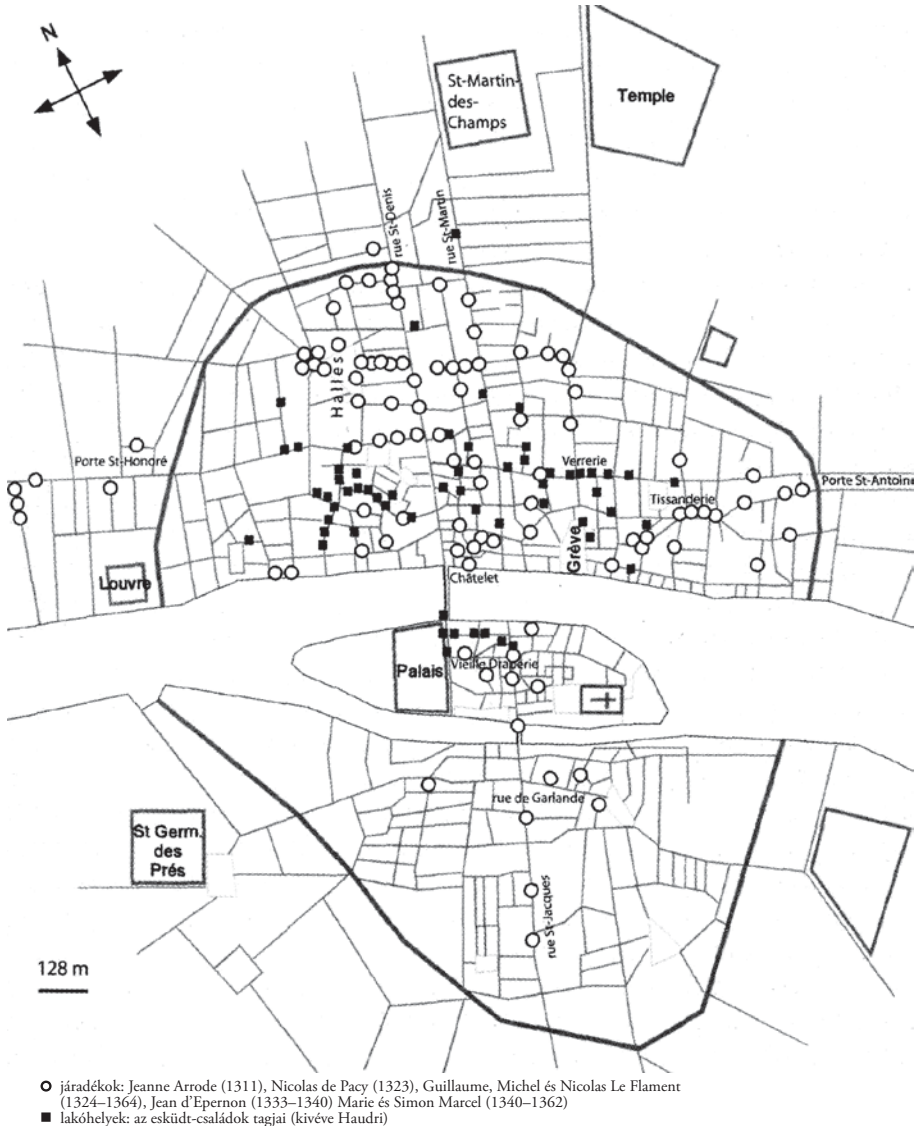 N
St-Martin-
des-
Champs
Temple
rue St-Denis
rue St-Martin
Halles
Porte St-Honoré
Verrerie
Porte St-Antoine
Tissanderie
Grève
Louvre
Châtelet
Palais
Vieille Draperie
rue de Garlande
St Germ.
des
Prés
rue St-Jacques
128 m
járadékok: Jeanne Arrode (1311), Nicolas de Pacy (1323), Guillaume, Michel és Nicolas Le Flament
(1324–1364), Jean d’Epernon (1333–1340) Marie és Simon Marcel (1340–1362)
lakóhelyek: az esküdt-családok tagjai (kivéve Haudri)